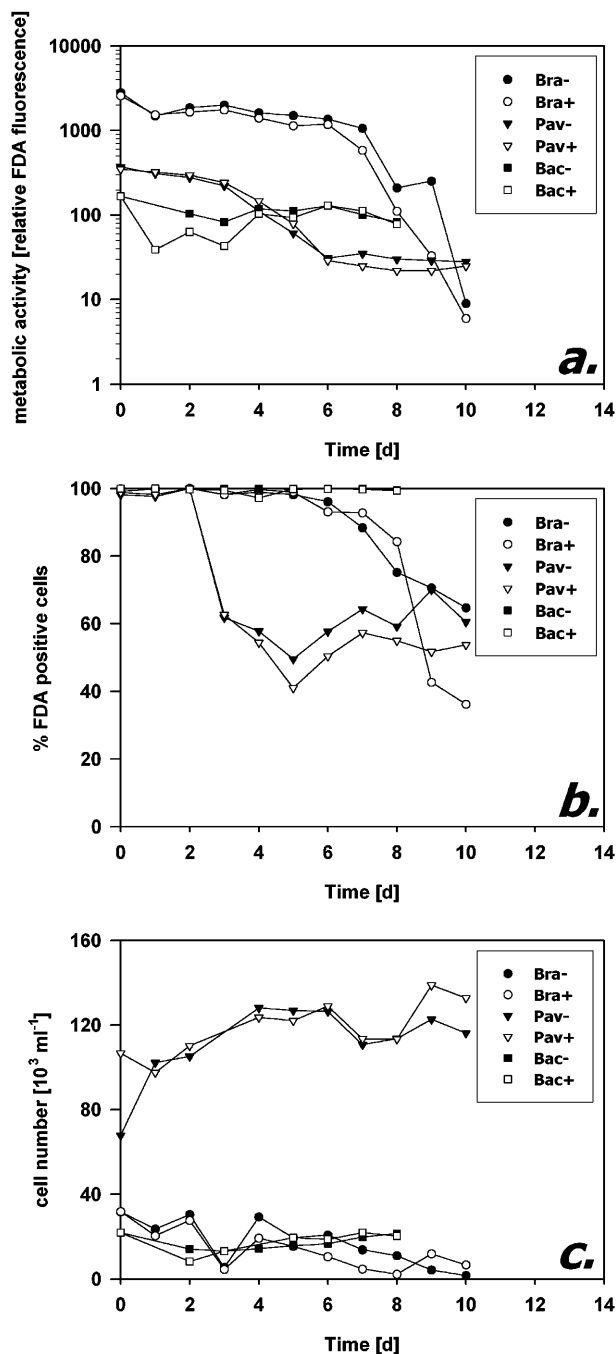 10000
1000
100
10
1
metabolic activity [relative FDA fluorescence]
Bra-
Bra+
Pav-
Pav+
Bac-
Bac+
a.
0 2 4 6 8 10 12 14
Time [d]
100
80
60
40
20
0
% FDA positive cells
Bra-
Bra+
Pav-
Pav+
Bac-
Bac+
b.
0 2 4 6 8 10 12 14
Time [d]
160
120
80
40
0
cell number [10³ ml⁻¹]
Bra-
Bra+
Pav-
Pav+
Bac-
Bac+
c.
0 2 4 6 8 10 12 14
Time [d]